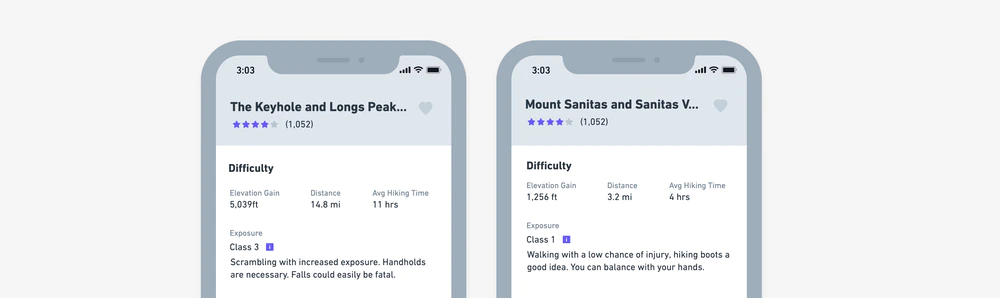 3:03
The Keyhole and Longs Peak...
(1,052)
Difficulty
Elevation Gain
Distance
Avg Hiking Time
5,039ft
14.8 mi
11 hrs
Exposure
Class 3 i
Scrambling with increased exposure. Handholds
are necessary. Falls could easily be fatal.
3:03
Mount Sanitas and Sanitas V...
(1,052)
Difficulty
Elevation Gain
Distance
Avg Hiking Time
1,256 ft
3.2 mi
4 hrs
Exposure
Class 1 i
Walking with a low chance of injury, hiking boots a
good idea. You can balance with your hands.